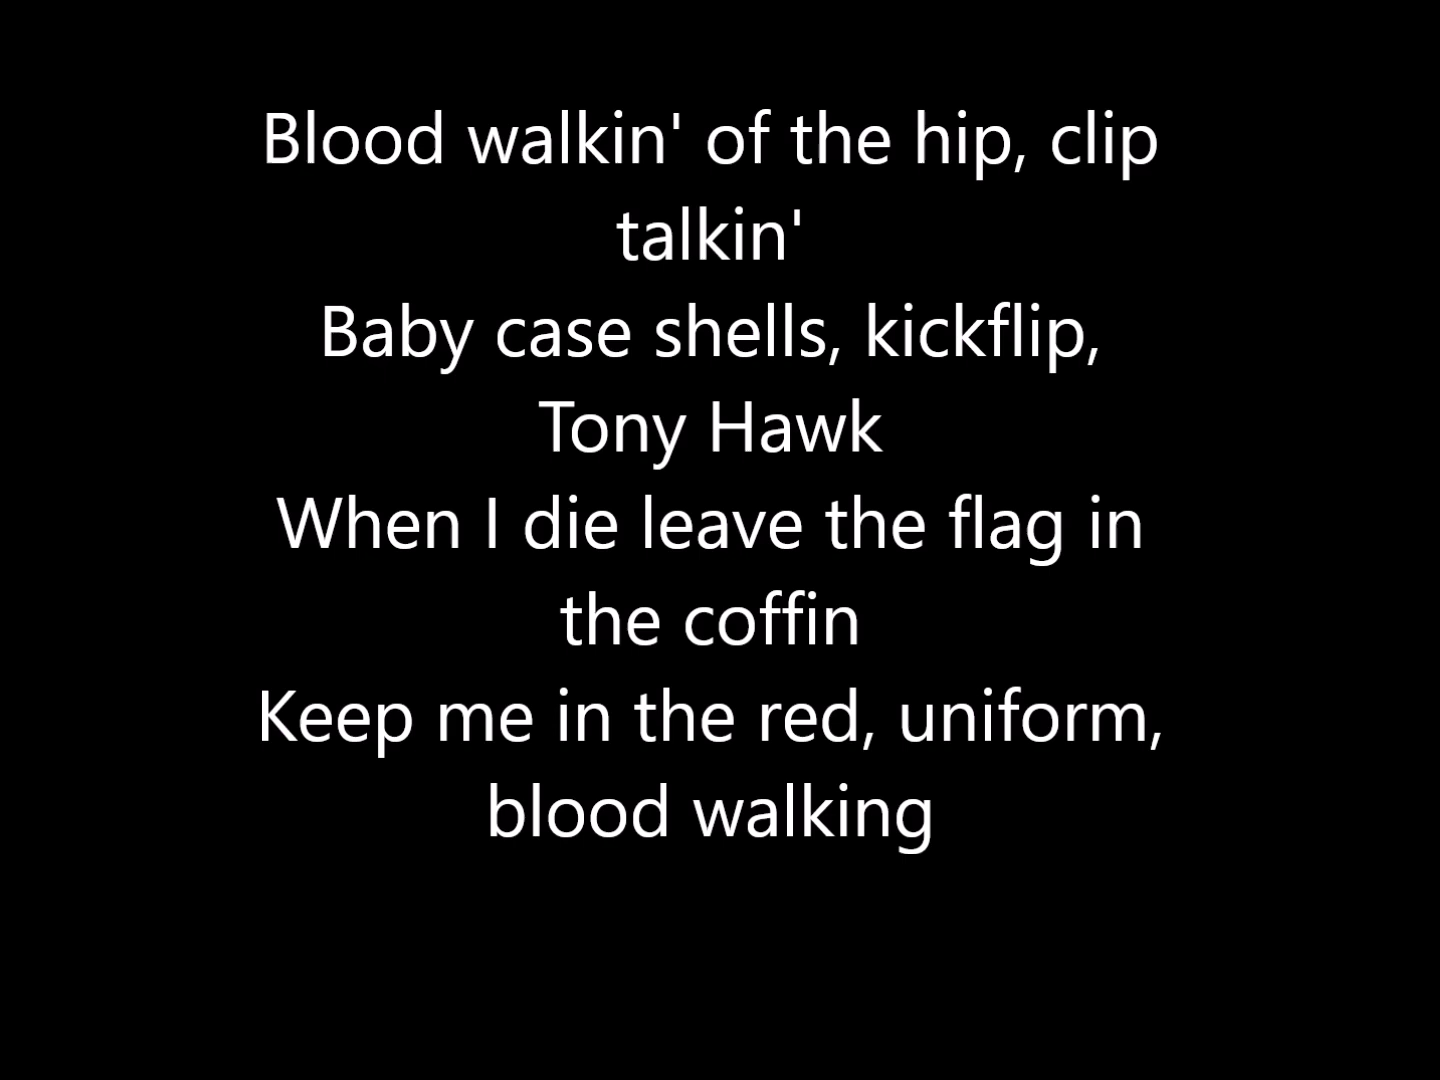 Blood walkin' of the hip, clip
talkin'
Baby case shells, kickflip,
Tony Hawk
When I die leave the flag in
the coffin
Keep me in the red, uniform,
blood walking